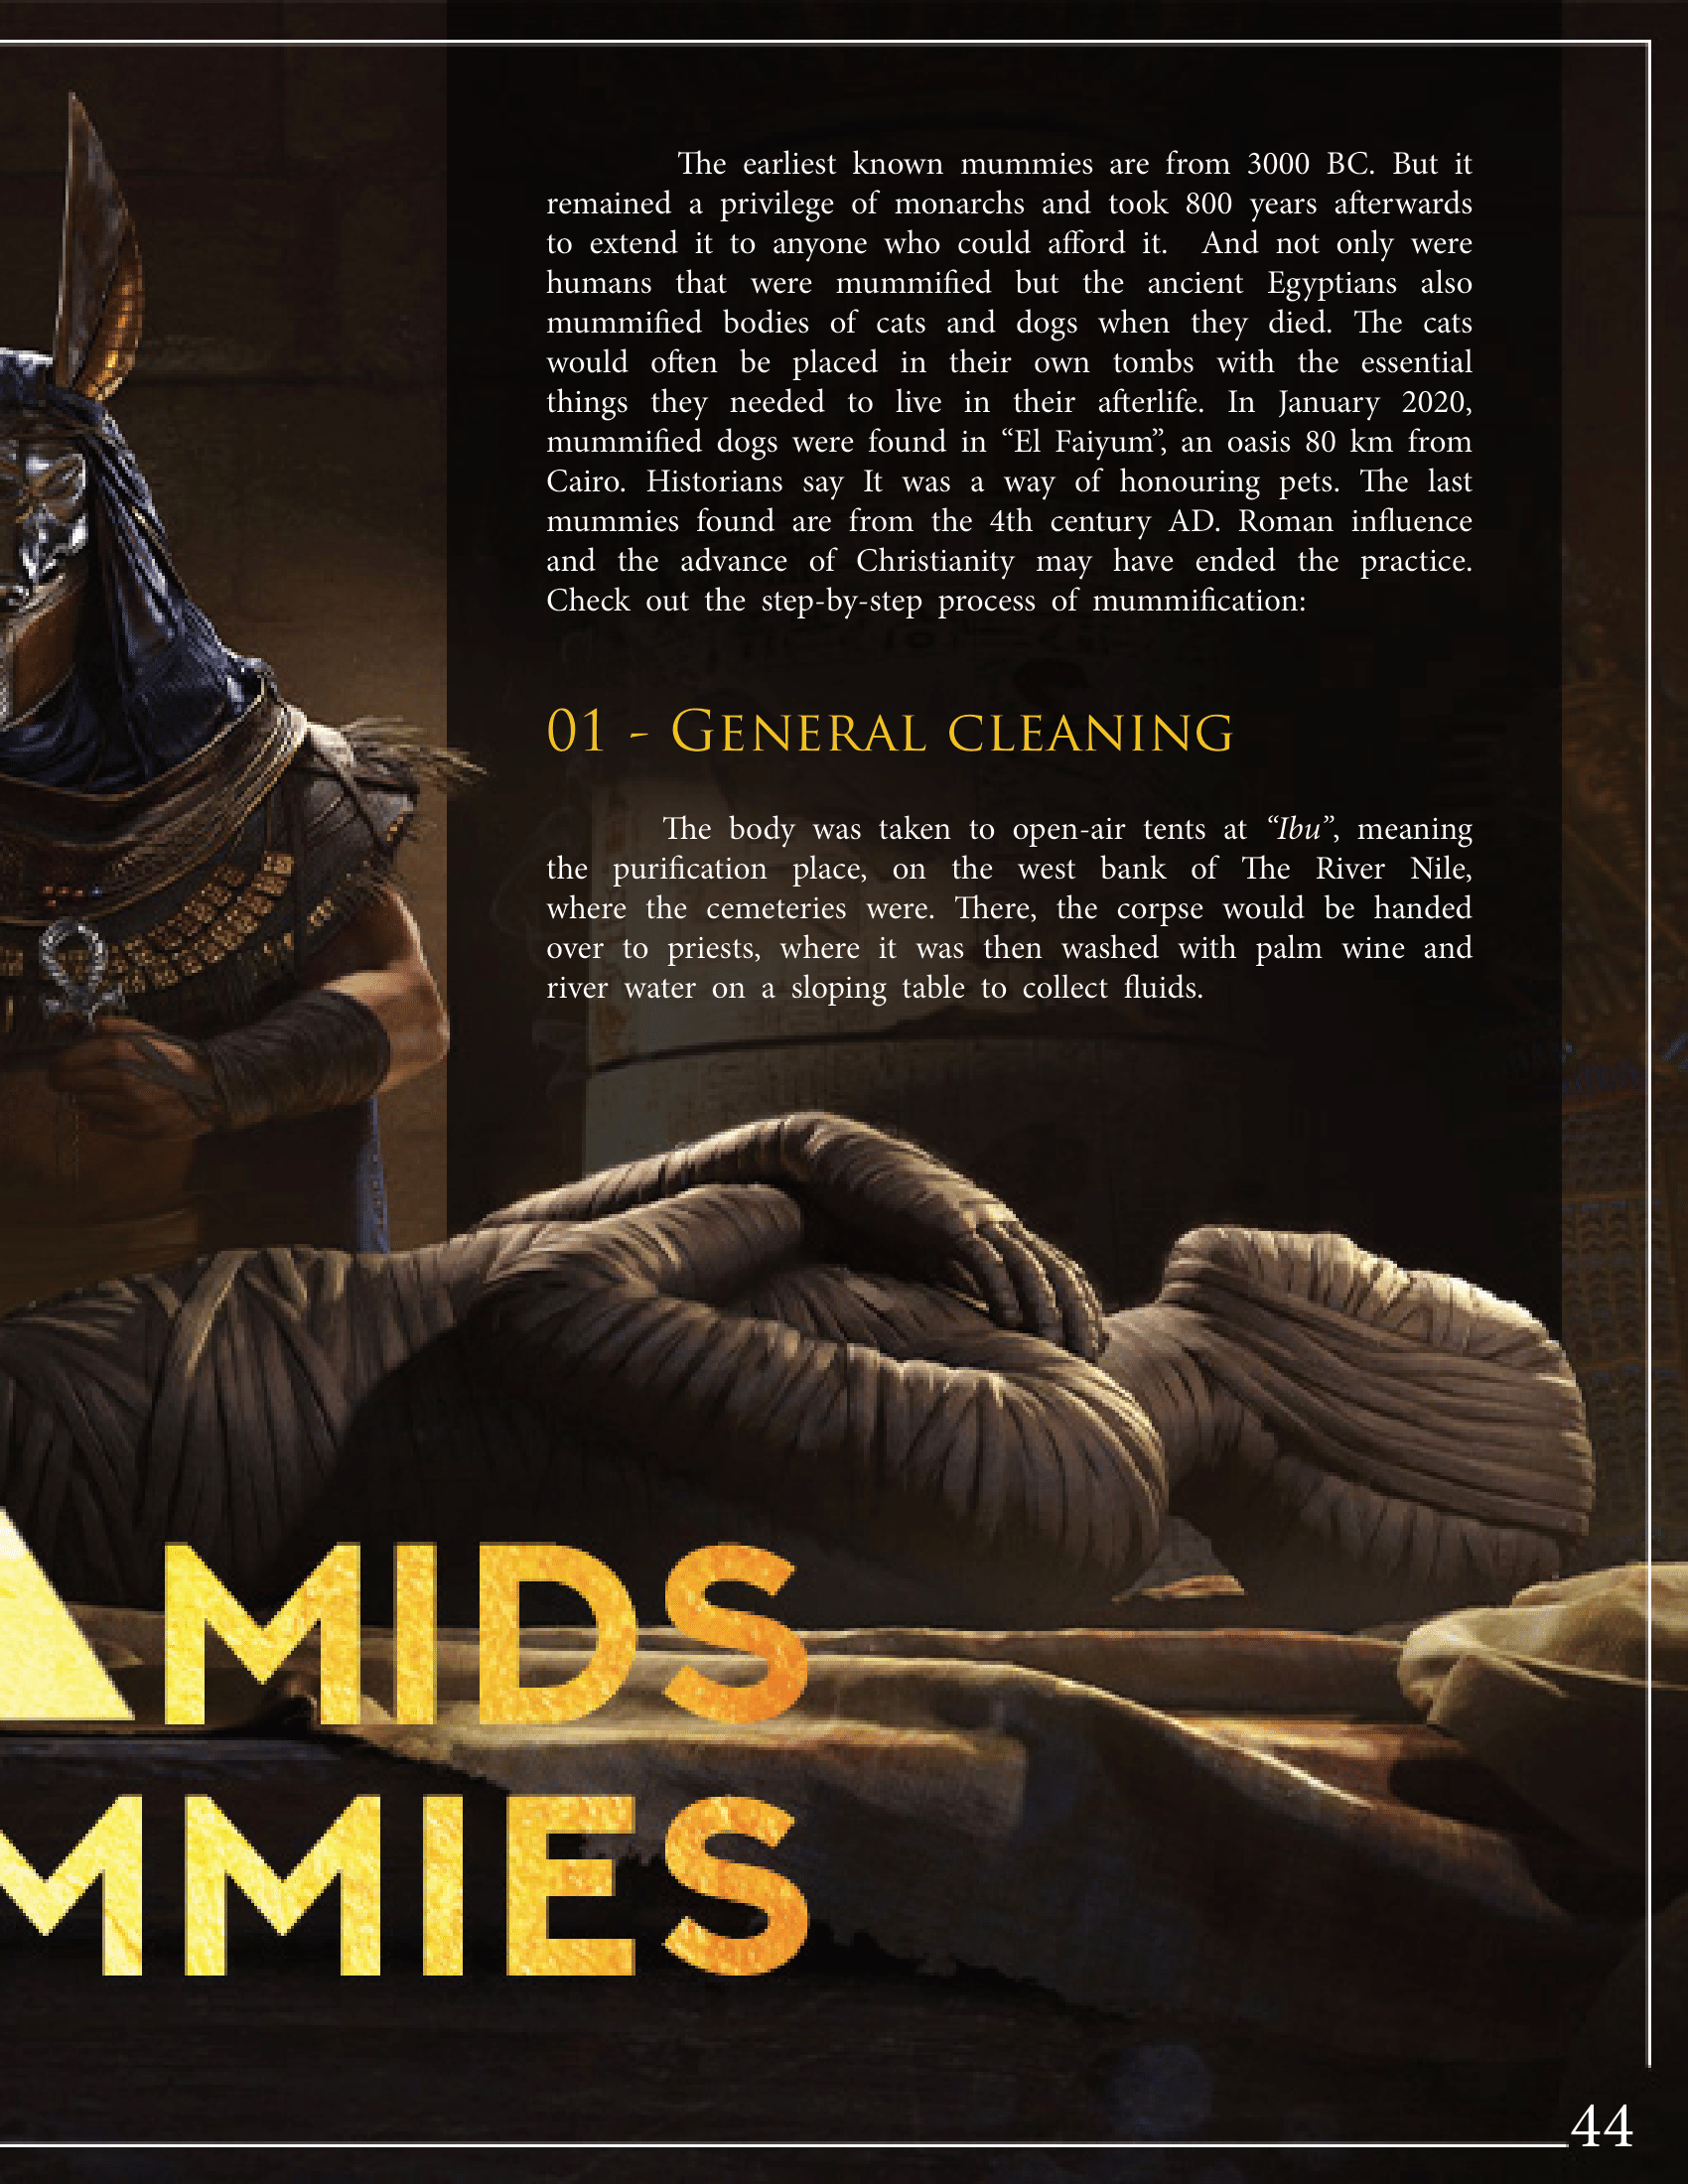 The earliest known mummies are from 3000 BC. But it
remained a privilege of monarchs and took 800 years afterwards
to extend it to anyone who could afford it. And not only were
humans that were mummified but the ancient Egyptians also
mummified bodies of cats and dogs when they died. The cats
would often be placed in their own tombs with the essential
things they needed to live in their afterlife. In January 2020,
mummified dogs were found in “El Faiyum”, an oasis 80 km from
Cairo. Historians say It was a way of honouring pets. The last
mummies found are from the 4th century AD. Roman influence
and the advance of Christianity may have ended the practice.
Check out the step-by-step process of mummification:
01 - General cleaning
The body was taken to open-air tents at “Ibu”, meaning
the purification place, on the west bank of The River Nile,
where the cemeteries were. There, the corpse would be handed
over to priests, where it was then washed with palm wine and
river water on a sloping table to collect fluids.
AMIDS
MMIES
44